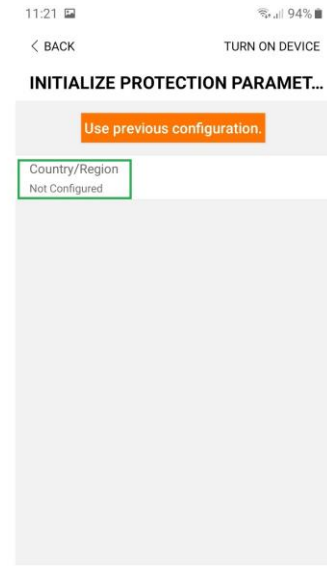 11:21 94%
< BACK TURN ON DEVICE
INITIALIZE PROTECTION PARAMET...
Use previous configuration.
Country/Region
Not Configured